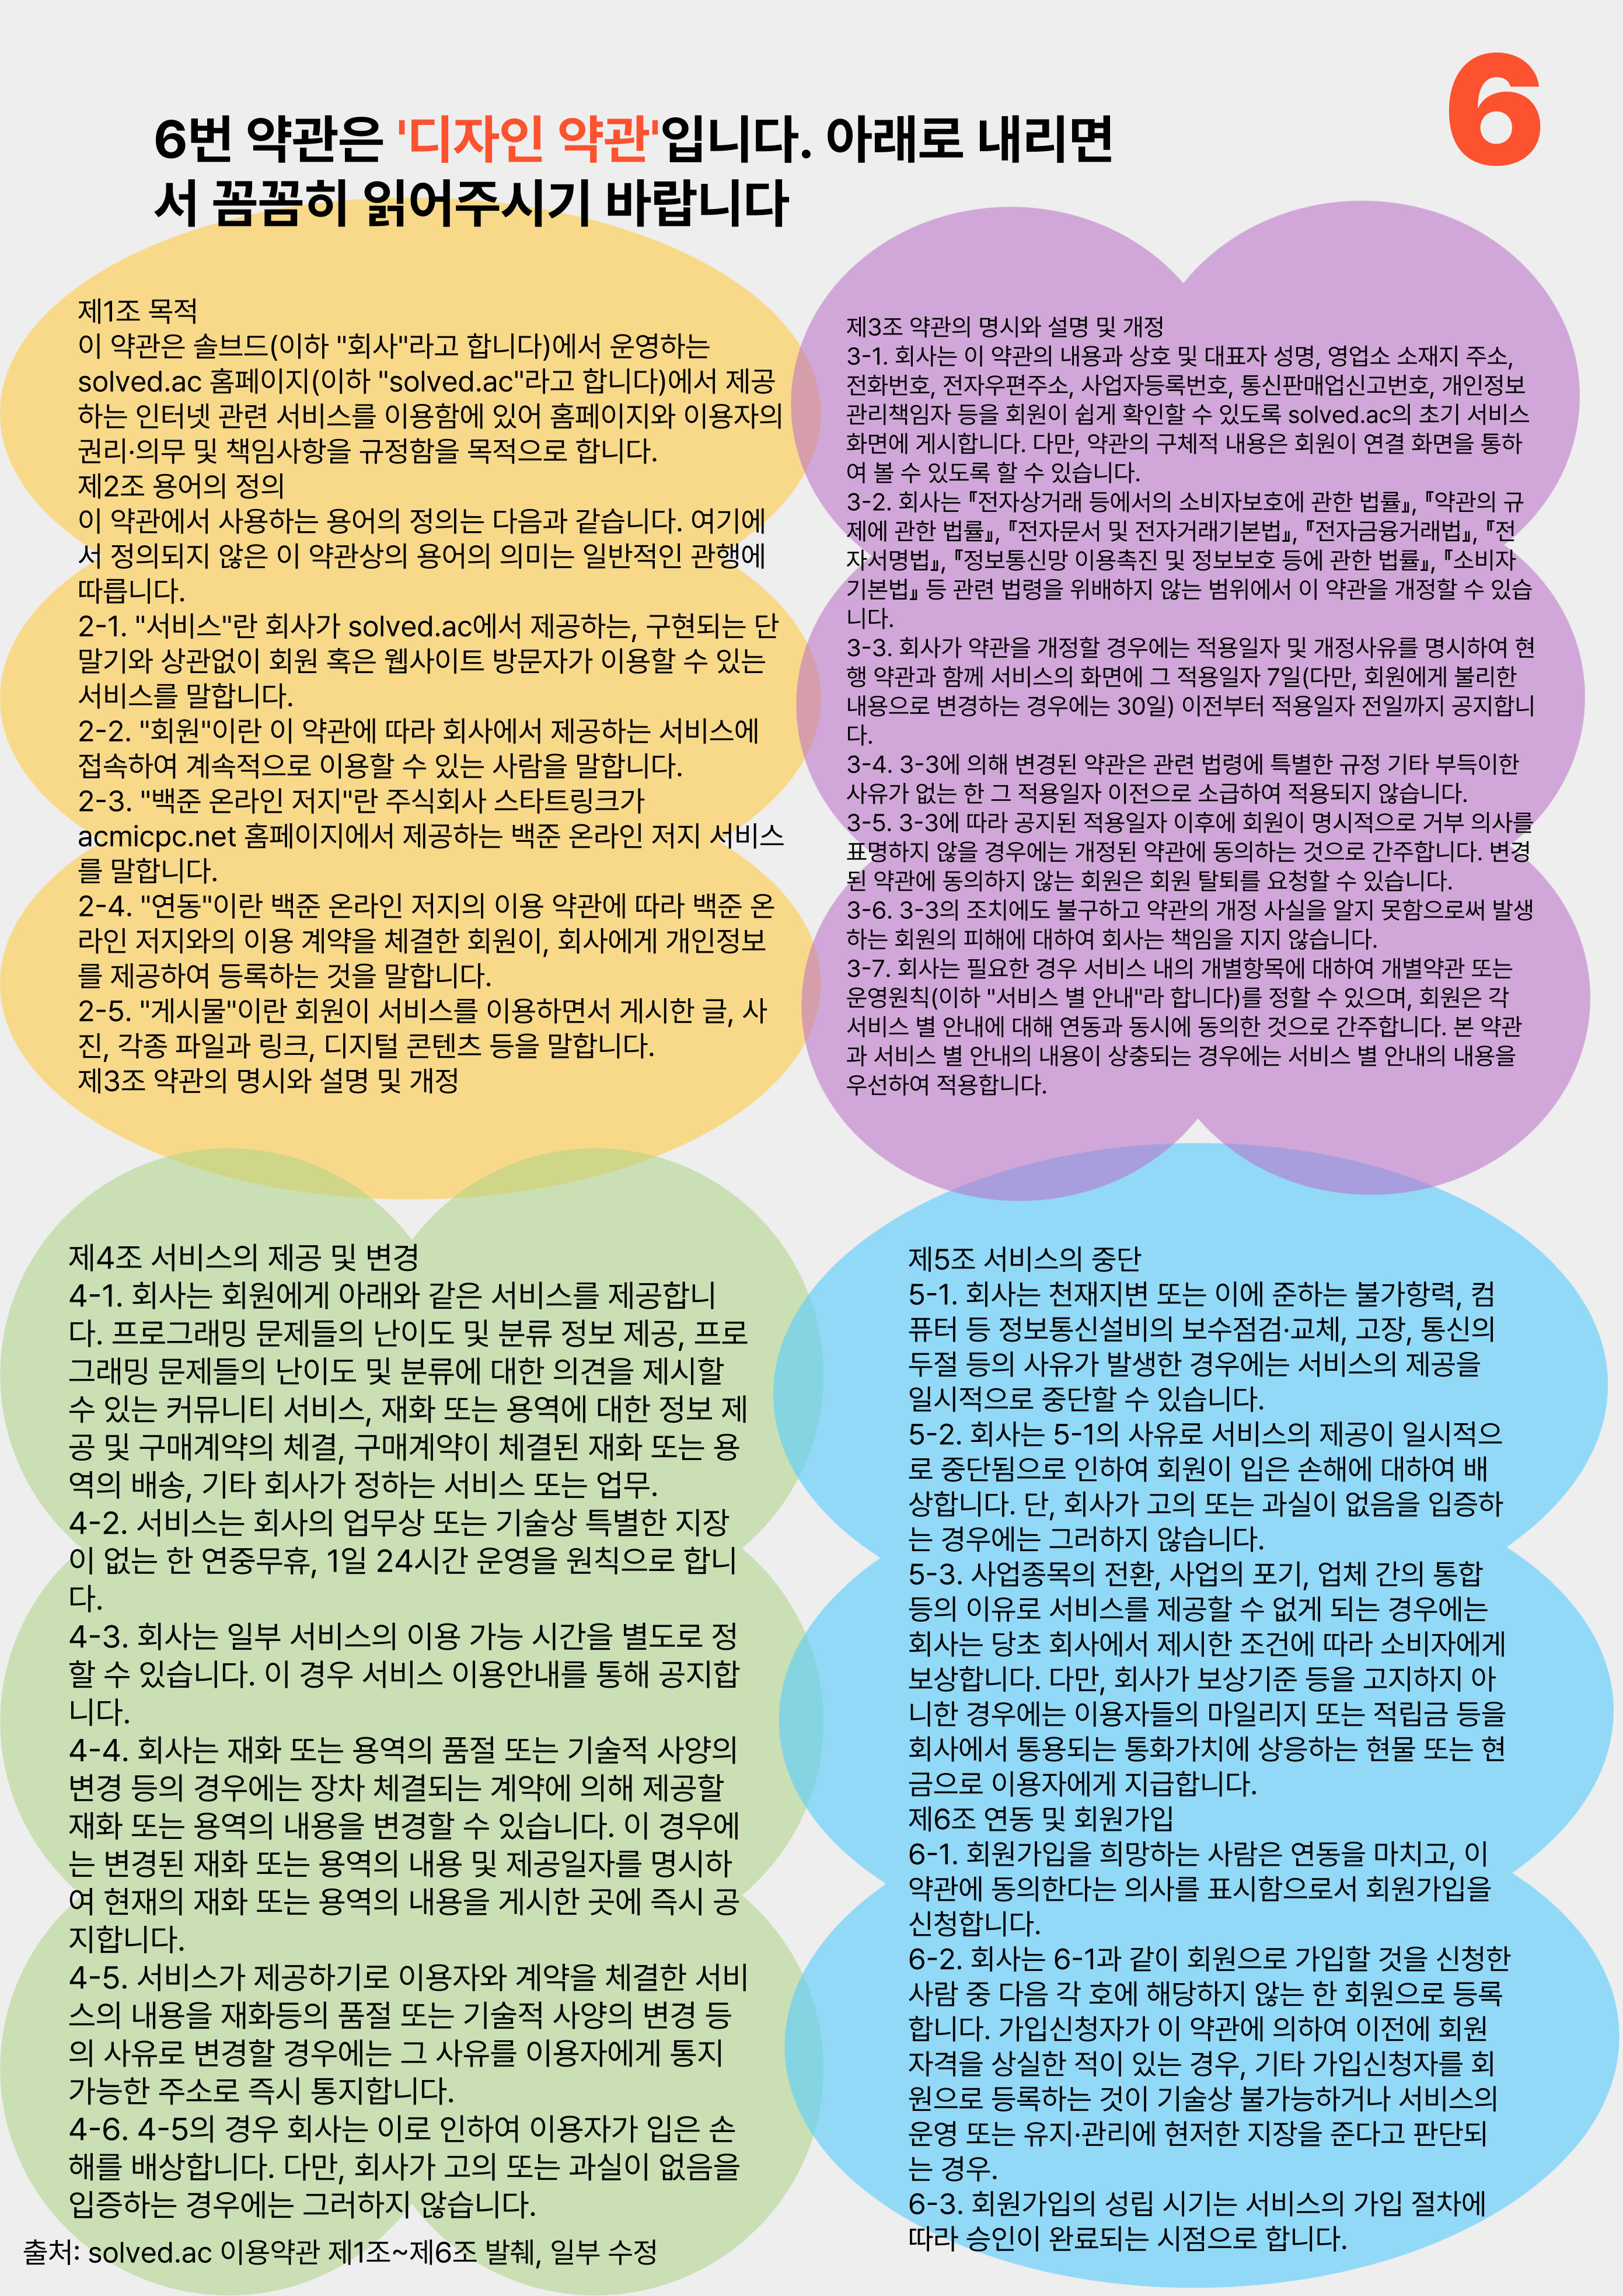 6
6번 약관은 '디자인 약관'입니다. 아래로 내리면
서 꼼꼼히 읽어주시기 바랍니다
제1조 목적
이 약관은 솔브드(이하 "회사"라고 합니다)에서 운영하는
solved.ac 홈페이지(이하 "solved.ac"라고 합니다)에서 제공
하는 인터넷 관련 서비스를 이용함에 있어 홈페이지와 이용자의
권리·의무 및 책임사항을 규정함을 목적으로 합니다.
제2조 용어의 정의
이 약관에서 사용하는 용어의 정의는 다음과 같습니다. 여기에
서 정의되지 않은 이 약관상의 용어의 의미는 일반적인 관행에
따릅니다.
2-1. "서비스"란 회사가 solved.ac에서 제공하는, 구현되는 단
말기와 상관없이 회원 혹은 웹사이트 방문자가 이용할 수 있는
서비스를 말합니다.
2-2. "회원"이란 이 약관에 따라 회사에서 제공하는 서비스에
접속하여 계속적으로 이용할 수 있는 사람을 말합니다.
2-3. "백준 온라인 저지"란 주식회사 스타트링크가
acmicpc.net 홈페이지에서 제공하는 백준 온라인 저지 서비스
를 말합니다.
2-4. "연동"이란 백준 온라인 저지의 이용 약관에 따라 백준 온
라인 저지와의 이용 계약을 체결한 회원이, 회사에게 개인정보
를 제공하여 등록하는 것을 말합니다.
2-5. "게시물"이란 회원이 서비스를 이용하면서 게시한 글, 사
진, 각종 파일과 링크, 디지털 콘텐츠 등을 말합니다.
제3조 약관의 명시와 설명 및 개정
제3조 약관의 명시와 설명 및 개정
3-1. 회사는 이 약관의 내용과 상호 및 대표자 성명, 영업소 소재지 주소,
전화번호, 전자우편주소, 사업자등록번호, 통신판매업신고번호, 개인정보
관리책임자 등을 회원이 쉽게 확인할 수 있도록 solved.ac의 초기 서비스
화면에 게시합니다. 다만, 약관의 구체적 내용은 회원이 연결 화면을 통하
여 볼 수 있도록 할 수 있습니다.
3-2. 회사는 『전자상거래 등에서의 소비자보호에 관한 법률』, 『약관의 규
제에 관한 법률』, 『전자문서 및 전자거래기본법』, 『전자금융거래법』, 『전
자서명법』, 『정보통신망 이용촉진 및 정보보호 등에 관한 법률』, 『소비자
기본법』 등 관련 법령을 위배하지 않는 범위에서 이 약관을 개정할 수 있습
니다.
3-3. 회사가 약관을 개정할 경우에는 적용일자 및 개정사유를 명시하여 현
행 약관과 함께 서비스의 화면에 그 적용일자 7일(다만, 회원에게 불리한
내용으로 변경하는 경우에는 30일) 이전부터 적용일자 전일까지 공지합니
다.
3-4. 3-3에 의해 변경된 약관은 관련 법령에 특별한 규정 기타 부득이한
사유가 없는 한 그 적용일자 이전으로 소급하여 적용되지 않습니다.
3-5. 3-3에 따라 공지된 적용일자 이후에 회원이 명시적으로 거부 의사를
표명하지 않을 경우에는 개정된 약관에 동의하는 것으로 간주합니다. 변경
된 약관에 동의하지 않는 회원은 회원 탈퇴를 요청할 수 있습니다.
3-6. 3-3의 조치에도 불구하고 약관의 개정 사실을 알지 못함으로써 발생
하는 회원의 피해에 대하여 회사는 책임을 지지 않습니다.
3-7. 회사는 필요한 경우 서비스 내의 개별항목에 대하여 개별약관 또는
운영원칙(이하 "서비스 별 안내"라 합니다)를 정할 수 있으며, 회원은 각
서비스 별 안내에 대해 연동과 동시에 동의한 것으로 간주합니다. 본 약관
과 서비스 별 안내의 내용이 상충되는 경우에는 서비스 별 안내의 내용을
우선하여 적용합니다.
제4조 서비스의 제공 및 변경
4-1. 회사는 회원에게 아래와 같은 서비스를 제공합니
다. 프로그래밍 문제들의 난이도 및 분류 정보 제공, 프로
그래밍 문제들의 난이도 및 분류에 대한 의견을 제시할
수 있는 커뮤니티 서비스, 재화 또는 용역에 대한 정보 제
공 및 구매계약의 체결, 구매계약이 체결된 재화 또는 용
역의 배송, 기타 회사가 정하는 서비스 또는 업무.
4-2. 서비스는 회사의 업무상 또는 기술상 특별한 지장
이 없는 한 연중무휴, 1일 24시간 운영을 원칙으로 합니
다.
4-3. 회사는 일부 서비스의 이용 가능 시간을 별도로 정
할 수 있습니다. 이 경우 서비스 이용안내를 통해 공지합
니다.
4-4. 회사는 재화 또는 용역의 품절 또는 기술적 사양의
변경 등의 경우에는 장차 체결되는 계약에 의해 제공할
재화 또는 용역의 내용을 변경할 수 있습니다. 이 경우에
는 변경된 재화 또는 용역의 내용 및 제공일자를 명시하
여 현재의 재화 또는 용역의 내용을 게시한 곳에 즉시 공
지합니다.
4-5. 서비스가 제공하기로 이용자와 계약을 체결한 서비
스의 내용을 재화등의 품절 또는 기술적 사양의 변경 등
의 사유로 변경할 경우에는 그 사유를 이용자에게 통지
가능한 주소로 즉시 통지합니다.
4-6. 4-5의 경우 회사는 이로 인하여 이용자가 입은 손
해를 배상합니다. 다만, 회사가 고의 또는 과실이 없음을
입증하는 경우에는 그러하지 않습니다.
제5조 서비스의 중단
5-1. 회사는 천재지변 또는 이에 준하는 불가항력, 컴
퓨터 등 정보통신설비의 보수점검·교체, 고장, 통신의
두절 등의 사유가 발생한 경우에는 서비스의 제공을
일시적으로 중단할 수 있습니다.
5-2. 회사는 5-1의 사유로 서비스의 제공이 일시적으
로 중단됨으로 인하여 회원이 입은 손해에 대하여 배
상합니다. 단, 회사가 고의 또는 과실이 없음을 입증하
는 경우에는 그러하지 않습니다.
5-3. 사업종목의 전환, 사업의 포기, 업체 간의 통합
등의 이유로 서비스를 제공할 수 없게 되는 경우에는
회사는 당초 회사에서 제시한 조건에 따라 소비자에게
보상합니다. 다만, 회사가 보상기준 등을 고지하지 아
니한 경우에는 이용자들의 마일리지 또는 적립금 등을
회사에서 통용되는 통화가치에 상응하는 현물 또는 현
금으로 이용자에게 지급합니다.
제6조 연동 및 회원가입
6-1. 회원가입을 희망하는 사람은 연동을 마치고, 이
약관에 동의한다는 의사를 표시함으로서 회원가입을
신청합니다.
6-2. 회사는 6-1과 같이 회원으로 가입할 것을 신청한
사람 중 다음 각 호에 해당하지 않는 한 회원으로 등록
합니다. 가입신청자가 이 약관에 의하여 이전에 회원
자격을 상실한 적이 있는 경우, 기타 가입신청자를 회
원으로 등록하는 것이 기술상 불가능하거나 서비스의
운영 또는 유지·관리에 현저한 지장을 준다고 판단되
는 경우.
6-3. 회원가입의 성립 시기는 서비스의 가입 절차에
따라 승인이 완료되는 시점으로 합니다.
출처: solved.ac 이용약관 제1조~제6조 발췌, 일부 수정